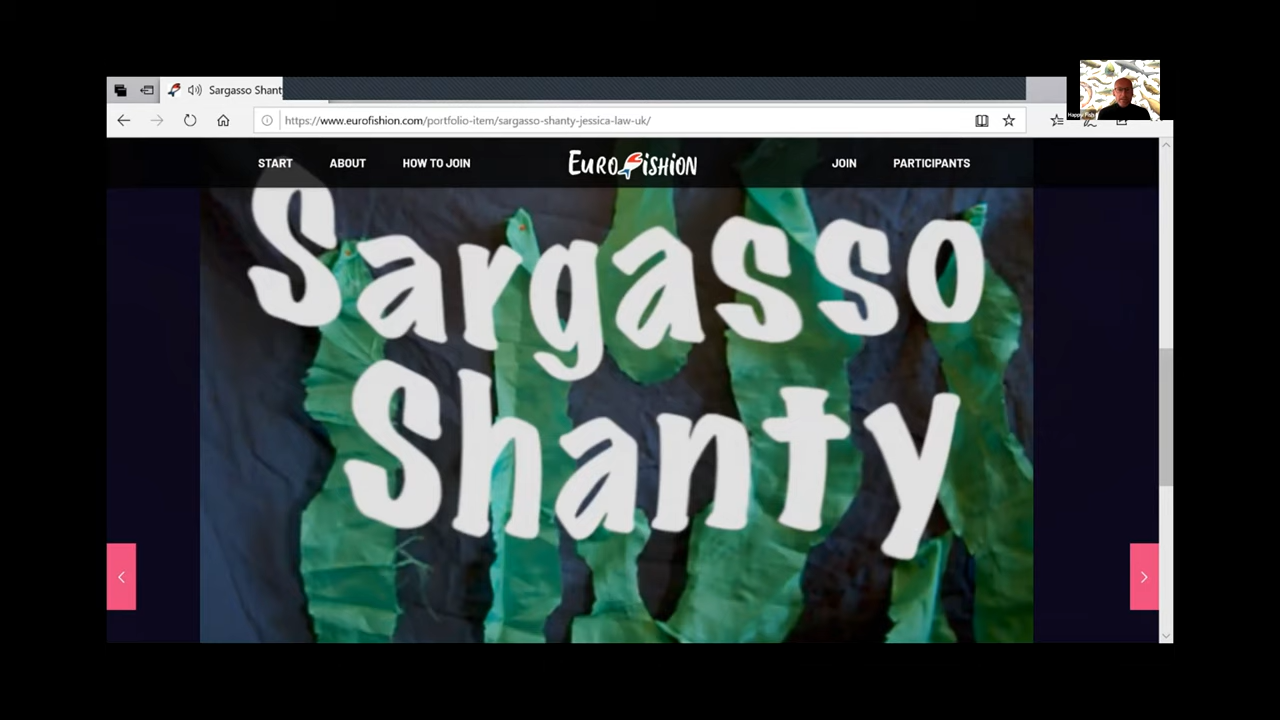 Sargasso Shant
https://www.eurofishion.com/portfolio-item/sargasso-shanty-jessica-law-uk/
START ABOUT HOW TO JOIN EUROFISHION JOIN PARTICIPANTS
Sargasso
Shanty